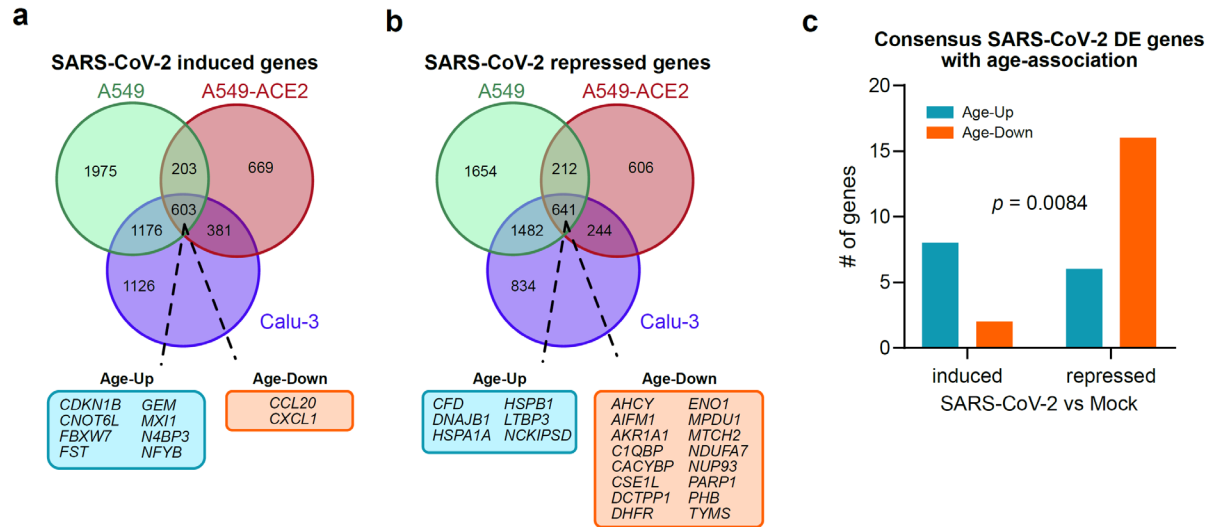 a
SARS-CoV-2 induced genes
A549
A549-ACE2
1975
203
669
603
1176
381
1126
Calu-3
Age-Up
CDKN1B GEM
CNOT6L MXI1
FBXW7 N4BP3
FST NFYB
Age-Down
CCL20
CXCL1
b
SARS-CoV-2 repressed genes
A549
A549-ACE2
1654
212
606
641
1482
244
834
Calu-3
Age-Up
CFD HSPB1
DNAJB1 LTBP3
HSPA1A NCKIPSD
Age-Down
AHCY ENO1
AIFM1 MPDU1
AKR1A1 MTCH2
C1QBP NDUFA7
CACYBP NUP93
CSE1L PARP1
DCTPP1 PHB
DHFR TYMS
c
Consensus SARS-CoV-2 DE genes
with age-association
20
15
10
5
0
# of genes
Age-Up
Age-Down
p = 0.0084
induced repressed
SARS-CoV-2 vs Mock